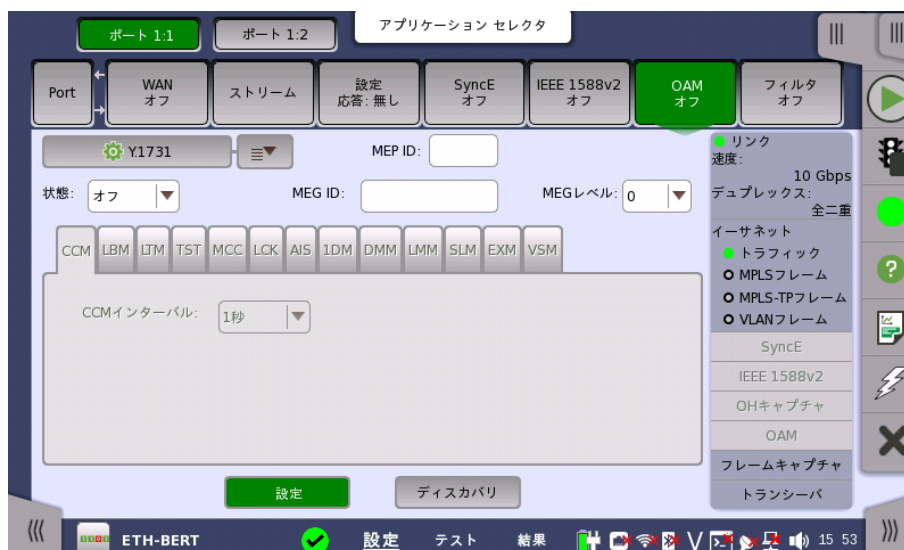 アプリケーション セレクタ
ポート 1:1
ポート 1:2
Port
WAN
オフ
ストリーム
設定
応答: 無し
SyncE
オフ
IEEE 1588v2
オフ
OAM
オフ
フィルタ
オフ
Y.1731
MEP ID:
状態:
オフ
MEG ID:
MEGレベル:
0
CCM
LBM
LTM
TST
MCC
LCK
AIS
1DM
DMM
LMM
SLM
EXM
VSM
CCMインターバル:
1秒
設定
ディスカバリ
リンク
速度:
10 Gbps
デュプレックス:
全二重
イーサネット
トラフィック
MPLSフレーム
MPLS-TPフレーム
VLANフレーム
SyncE
IEEE 1588v2
OHキャプチャ
OAM
フレームキャプチャ
トランシーバ
ETH-BERT
設定
テスト
結果
15 53